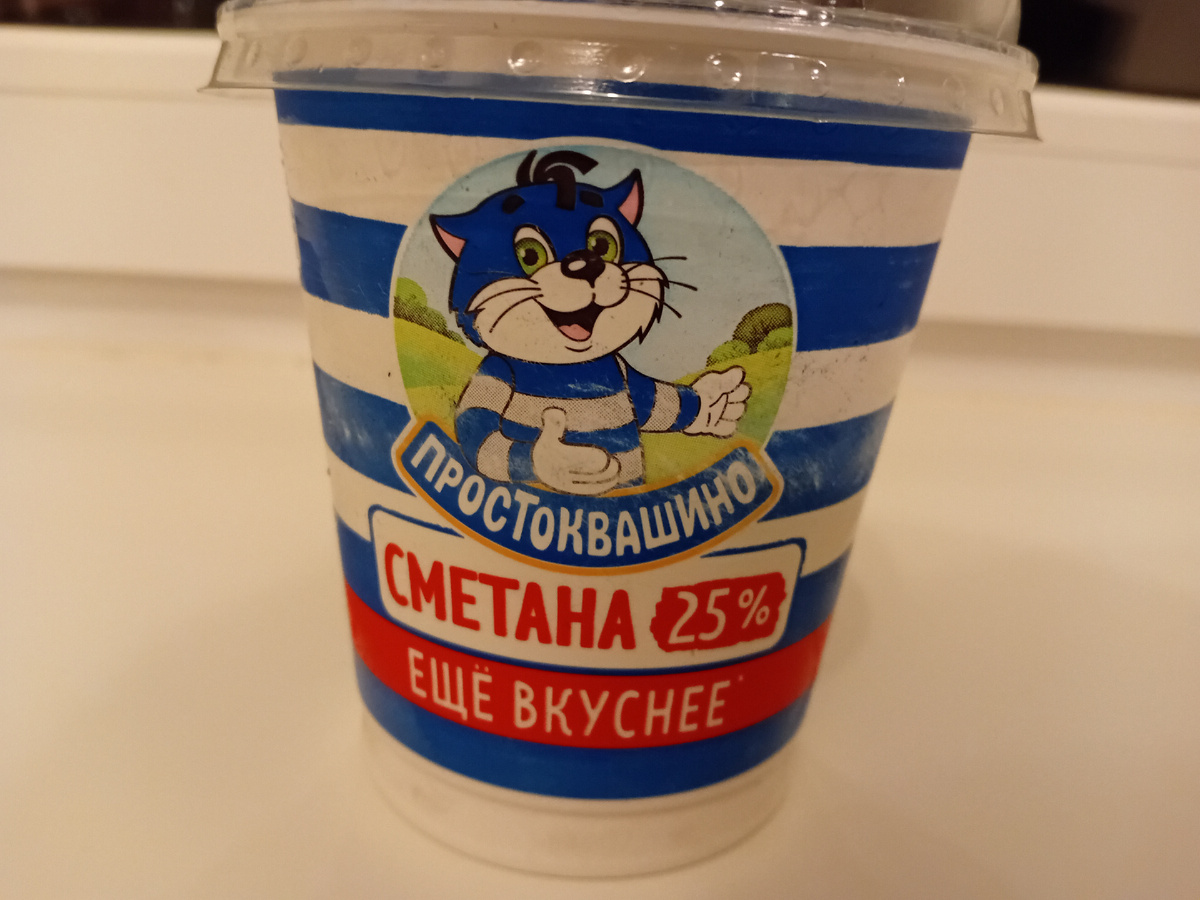 ПРОСТОКВАШИНО
СМЕТАНА 25%
ЕЩЁ ВКУСНЕЕ*